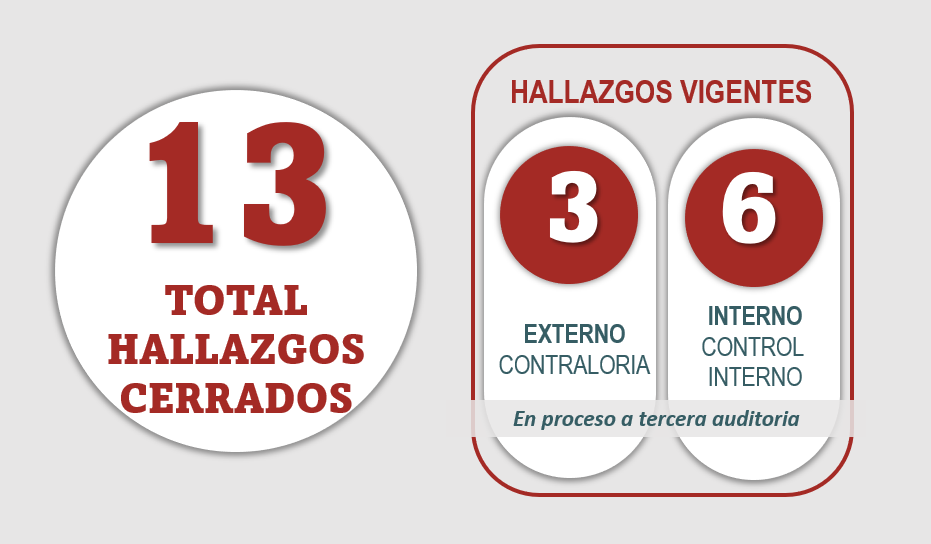 13
TOTAL
HALLAZGOS
CERRADOS
HALLAZGOS VIGENTES
3
EXTERNO
CONTRALORIA
6
INTERNO
CONTROL
INTERNO
En proceso a tercera auditoria